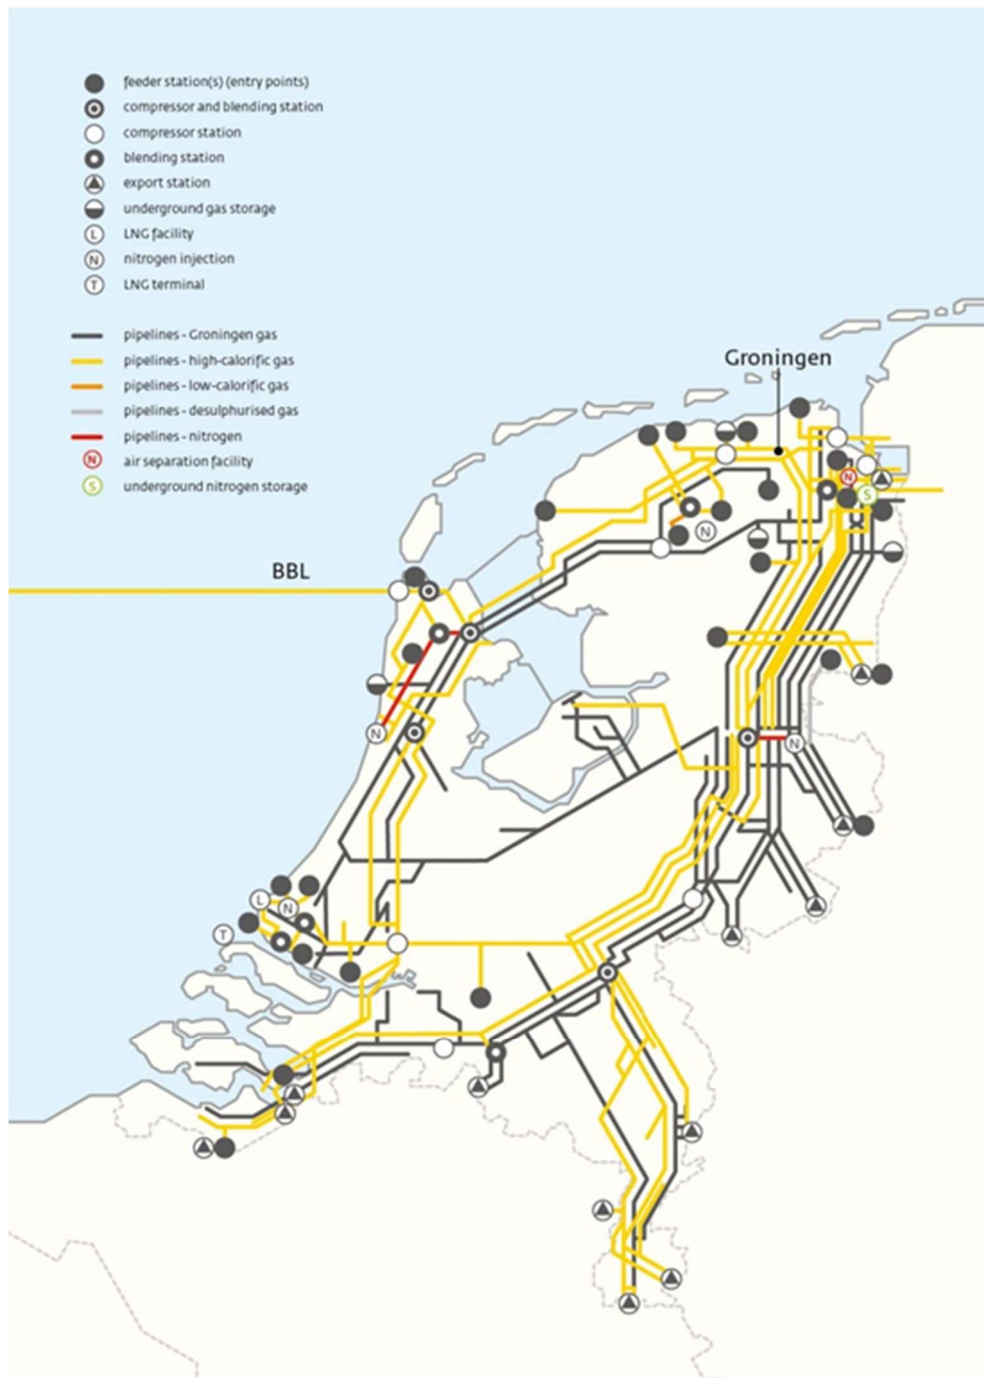 feeder station(s) (entry points)
compressor and blending station
compressor station
blending station
export station
underground gas storage
L LNG facility
N nitrogen injection
T LNG terminal
pipelines - Groningen gas
pipelines - high-calorific gas
pipelines - low-calorific gas
pipelines - desulphurised gas
pipelines - nitrogen
N air separation facility
S underground nitrogen storage
Groningen
N
S
N
BBL
N
N
L
N
T